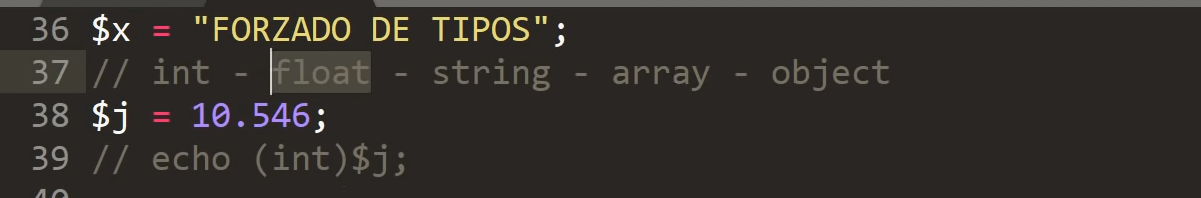 36 $x = "FORZADO DE TIPOS";
37 // int - float - string - array - object
38 $j = 10.546;
39 // echo (int)$j;